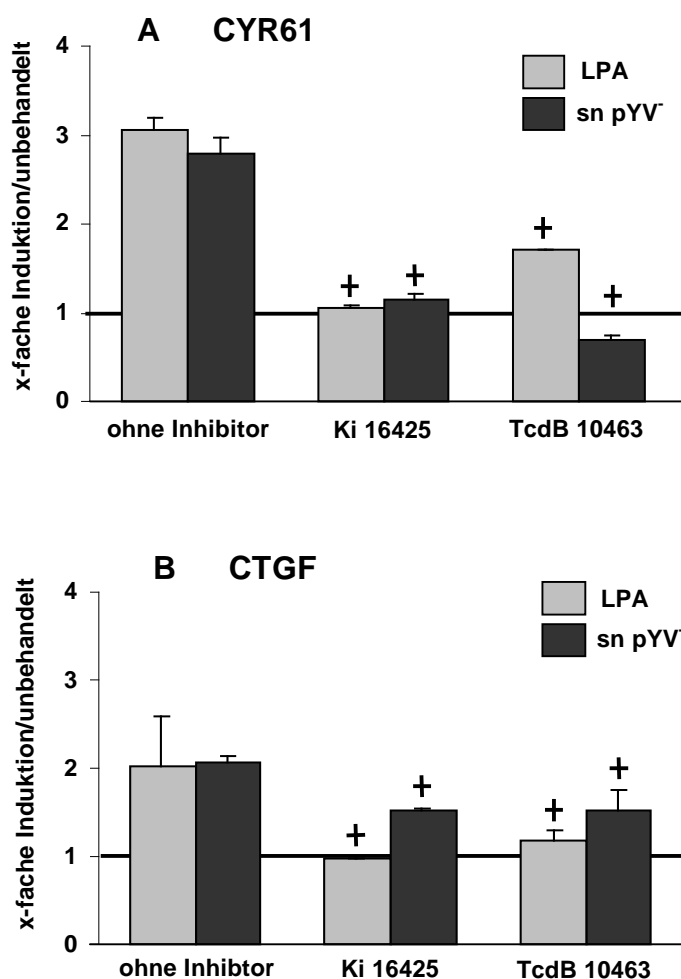 A CYR61
x-fache Induktion/unbehandelt
4
3
2
1
0
LPA
sn pYV⁻
+ + + +
ohne Inhibitor Ki 16425 TcdB 10463
B CTGF
x-fache Induktion/unbehandelt
4
3
2
1
0
LPA
sn pYV⁻
+ + + +
ohne Inhibtor Ki 16425 TcdB 10463